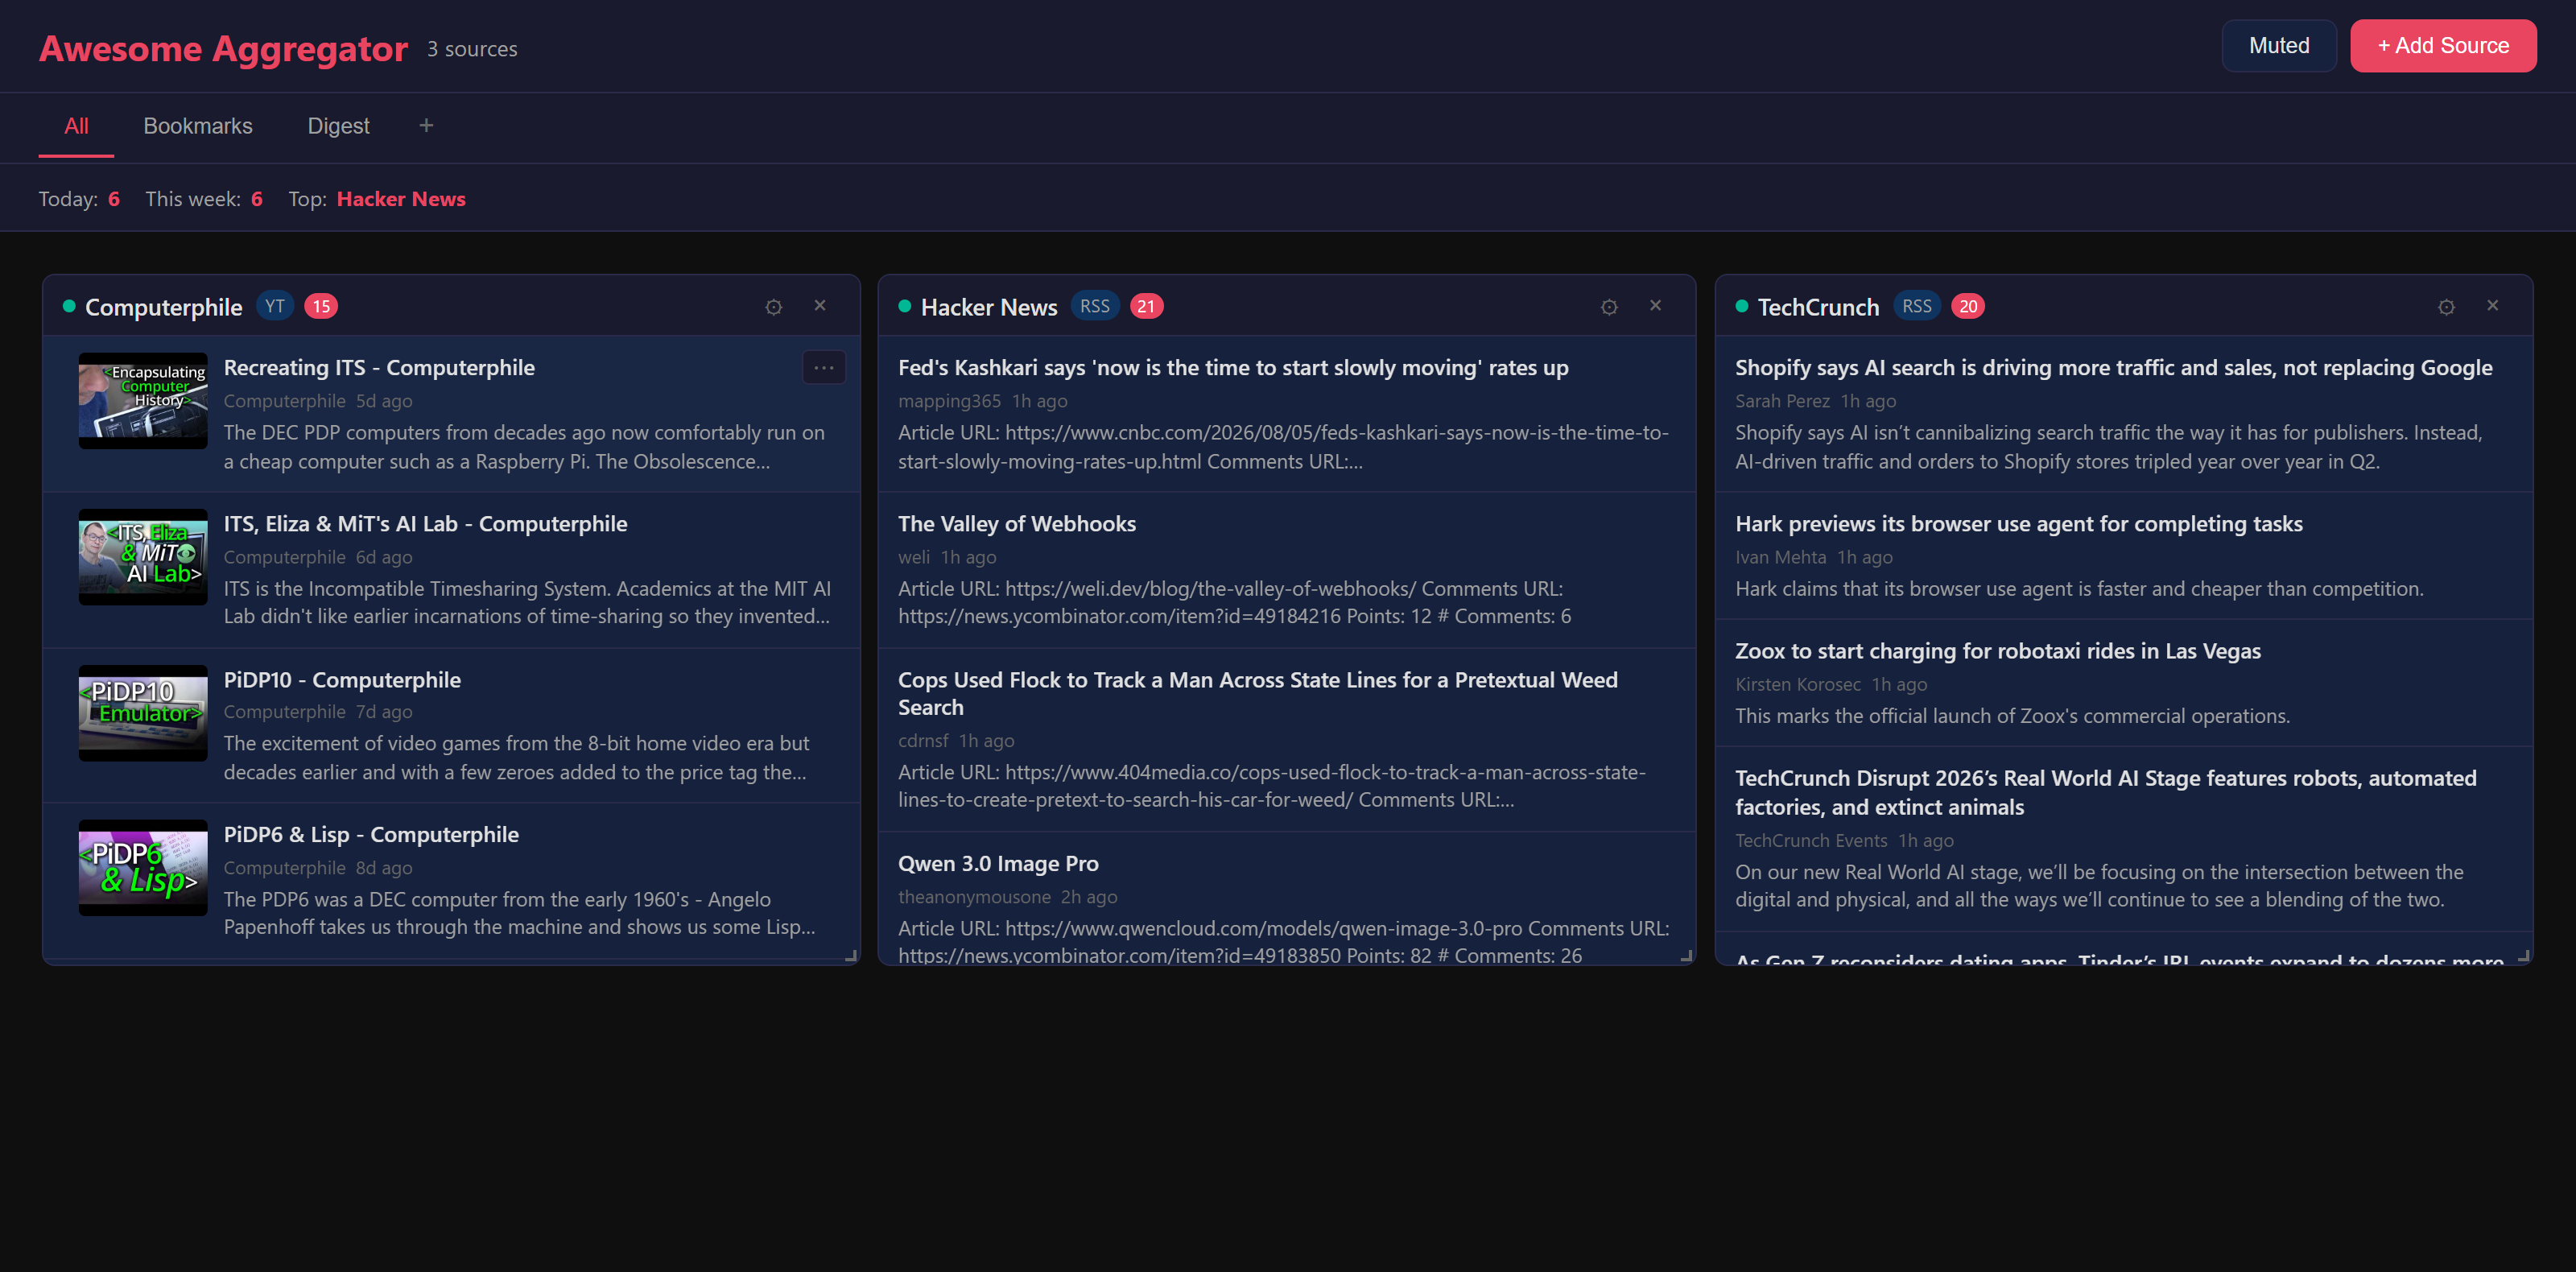 Awesome Aggregator 3 sources
Muted
+ Add Source
All
Bookmarks
Digest
+
Today: 6 This week: 6 Top: Hacker News
Computerphile YT 15
<Encapsulating
Computer
History>
Recreating ITS - Computerphile
Computerphile 5d ago
The DEC PDP computers from decades ago now comfortably run on
a cheap computer such as a Raspberry Pi. The Obsolescence...
<ITS, Eliza
& MiT
AI Lab>
ITS, Eliza & MiT's AI Lab - Computerphile
Computerphile 6d ago
ITS is the Incompatible Timesharing System. Academics at the MIT AI
Lab didn't like earlier incarnations of time-sharing so they invented...
<PiDP10
Emulator>
PiDP10 - Computerphile
Computerphile 7d ago
The excitement of video games from the 8-bit home video era but
decades earlier and with a few zeroes added to the price tag the...
<PiDP6
& Lisp>
PiDP6 & Lisp - Computerphile
Computerphile 8d ago
The PDP6 was a DEC computer from the early 1960's - Angelo
Papenhoff takes us through the machine and shows us some Lisp...
Hacker News RSS 21
Fed's Kashkari says 'now is the time to start slowly moving' rates up
mapping365 1h ago
Article URL: https://www.cnbc.com/2026/08/05/feds-kashkari-says-now-is-the-time-to-
start-slowly-moving-rates-up.html Comments URL:...
The Valley of Webhooks
weli 1h ago
Article URL: https://weli.dev/blog/the-valley-of-webhooks/ Comments URL:
https://news.ycombinator.com/item?id=49184216 Points: 12 # Comments: 6
Cops Used Flock to Track a Man Across State Lines for a Pretextual Weed
Search
cdrnsf 1h ago
Article URL: https://www.404media.co/cops-used-flock-to-track-a-man-across-state-
lines-to-create-pretext-to-search-his-car-for-weed/ Comments URL:...
Qwen 3.0 Image Pro
theanonymousone 2h ago
Article URL: https://www.qwencloud.com/models/qwen-image-3.0-pro Comments URL:
https://news.ycombinator.com/item?id=49183850 Points: 82 # Comments: 26
TechCrunch RSS 20
Shopify says AI search is driving more traffic and sales, not replacing Google
Sarah Perez 1h ago
Shopify says AI isn’t cannibalizing search traffic the way it has for publishers. Instead,
AI-driven traffic and orders to Shopify stores tripled year over year in Q2.
Hark previews its browser use agent for completing tasks
Ivan Mehta 1h ago
Hark claims that its browser use agent is faster and cheaper than competition.
Zoox to start charging for robotaxi rides in Las Vegas
Kirsten Korosec 1h ago
This marks the official launch of Zoox's commercial operations.
TechCrunch Disrupt 2026’s Real World AI Stage features robots, automated
factories, and extinct animals
TechCrunch Events 1h ago
On our new Real World AI stage, we’ll be focusing on the intersection between the
digital and physical, and all the ways we’ll continue to see a blending of the two.
As Gen Z reconsiders dating apps, Tinder’s IRL events expand to dozens more